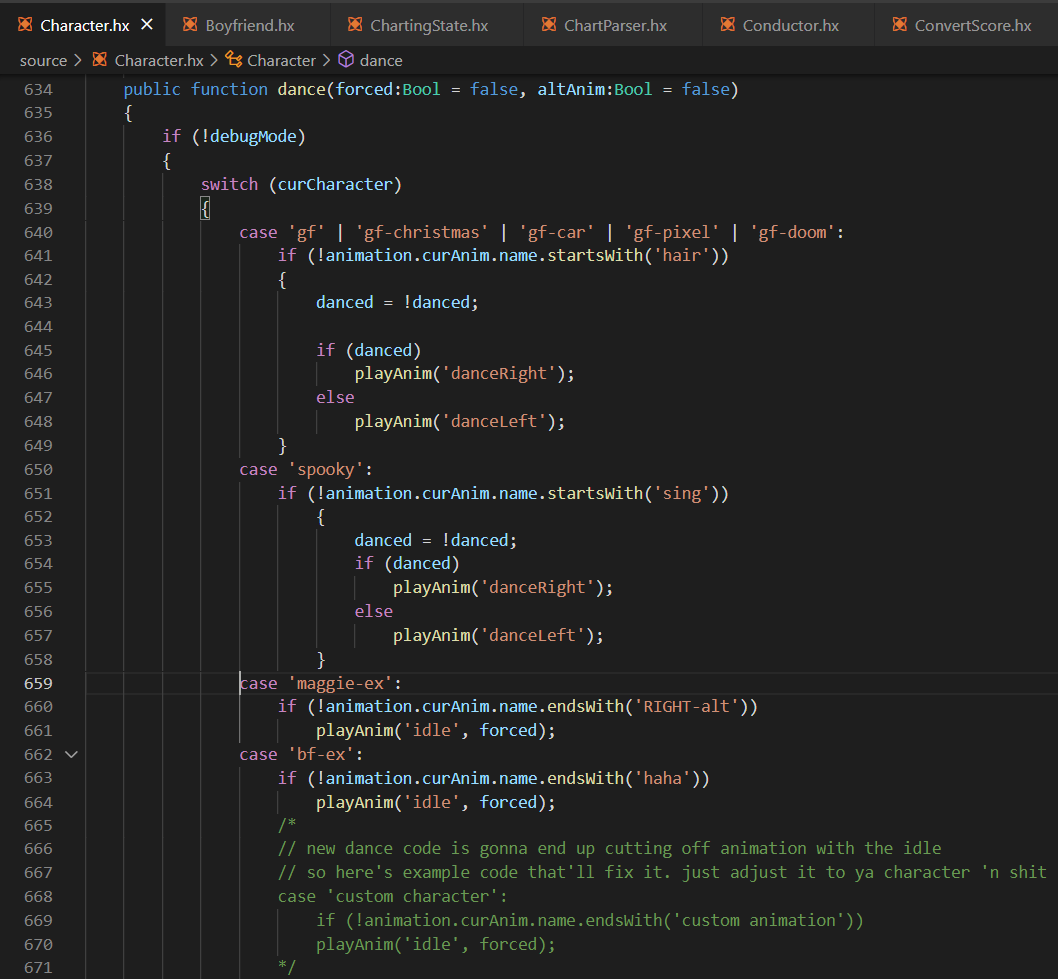 Character.hx Boyfriend.hx ChartingState.hx ChartParser.hx Conductor.hx ConvertScore.hx
source > Character.hx > Character > dance
634 public function dance(forced:Bool = false, altAnim:Bool = false)
635 {
636 if (!debugMode)
637 {
638 switch (curCharacter)
639 {
640 case 'gf' | 'gf-christmas' | 'gf-car' | 'gf-pixel' | 'gf-doom':
641 if (!animation.curAnim.name.startsWith('hair'))
642 {
643 danced = !danced;
644
645 if (danced)
646 playAnim('danceRight');
647 else
648 playAnim('danceLeft');
649 }
650 case 'spooky':
651 if (!animation.curAnim.name.startsWith('sing'))
652 {
653 danced = !danced;
654 if (danced)
655 playAnim('danceRight');
656 else
657 playAnim('danceLeft');
658 }
659 case 'maggie-ex':
660 if (!animation.curAnim.name.endsWith('RIGHT-alt'))
661 playAnim('idle', forced);
662 case 'bf-ex':
663 if (!animation.curAnim.name.endsWith('haha'))
664 playAnim('idle', forced);
665 /*
666 // new dance code is gonna end up cutting off animation with the idle
667 // so here's example code that'll fix it. just adjust it to ya character 'n shit
668 case 'custom character':
669 if (!animation.curAnim.name.endsWith('custom animation'))
670 playAnim('idle', forced);
671 */